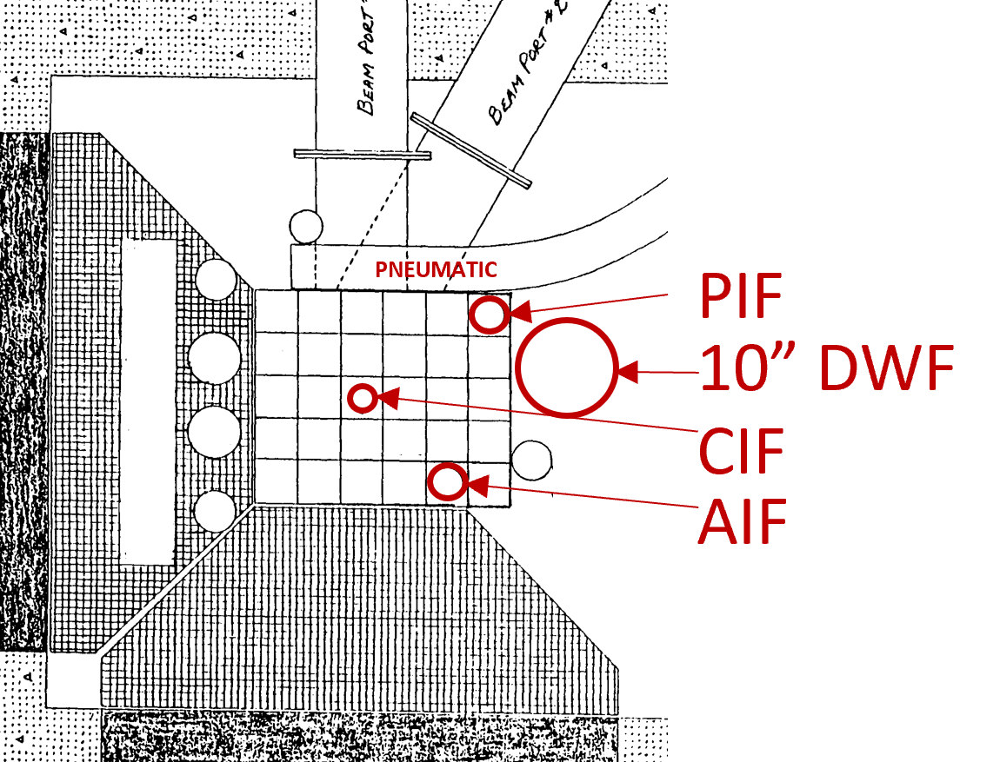 BEAM PORT
BEAM PORT #2
PNEUMATIC
PIF
10” DWF
CIF
AIF